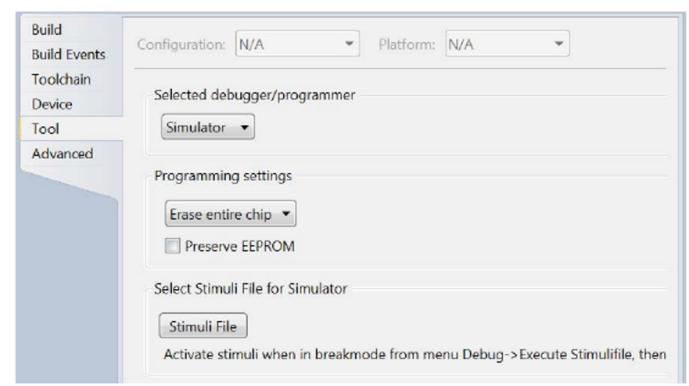 Build
Build Events
Toolchain
Device
Tool
Advanced
Configuration: N/A Platform: N/A
Selected debugger/programmer
Simulator
Programming settings
Erase entire chip
Preserve EEPROM
Select Stimuli File for Simulator
Stimuli File
Activate stimuli when in breakmode from menu Debug->Execute Stimulifile, then